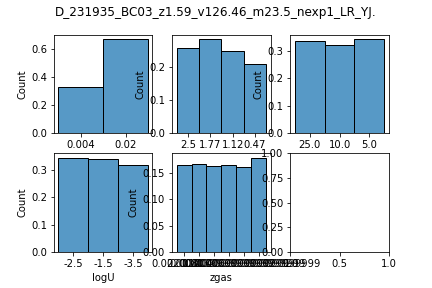 D_231935_BC03_z1.59_v126.46_m23.5_nexp1_LR_YJ.
Count
0.6
0.4
0.2
0.0
0.004 0.02
Count
0.2
0.1
0.0
2.5 1.77 1.12 0.47
Count
0.3
0.2
0.1
0.0
25.0 10.0 5.0
Count
0.3
0.2
0.1
0.0
-2.5 -1.5 -3.5
logU
Count
0.15
0.10
0.05
0.00
zgas
1.00
0.75
0.50
0.25
0.00
0.5 1.0